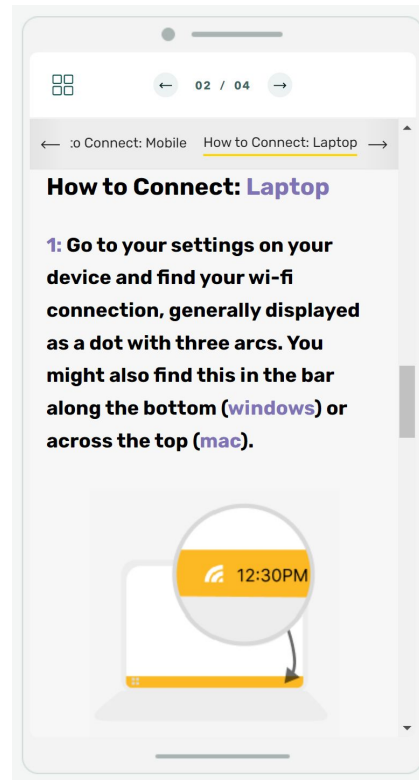 02 / 04
:o Connect: Mobile How to Connect: Laptop
How to Connect: Laptop
1: Go to your settings on your
device and find your wi-fi
connection, generally displayed
as a dot with three arcs. You
might also find this in the bar
along the bottom (windows) or
across the top (mac).
12:30PM